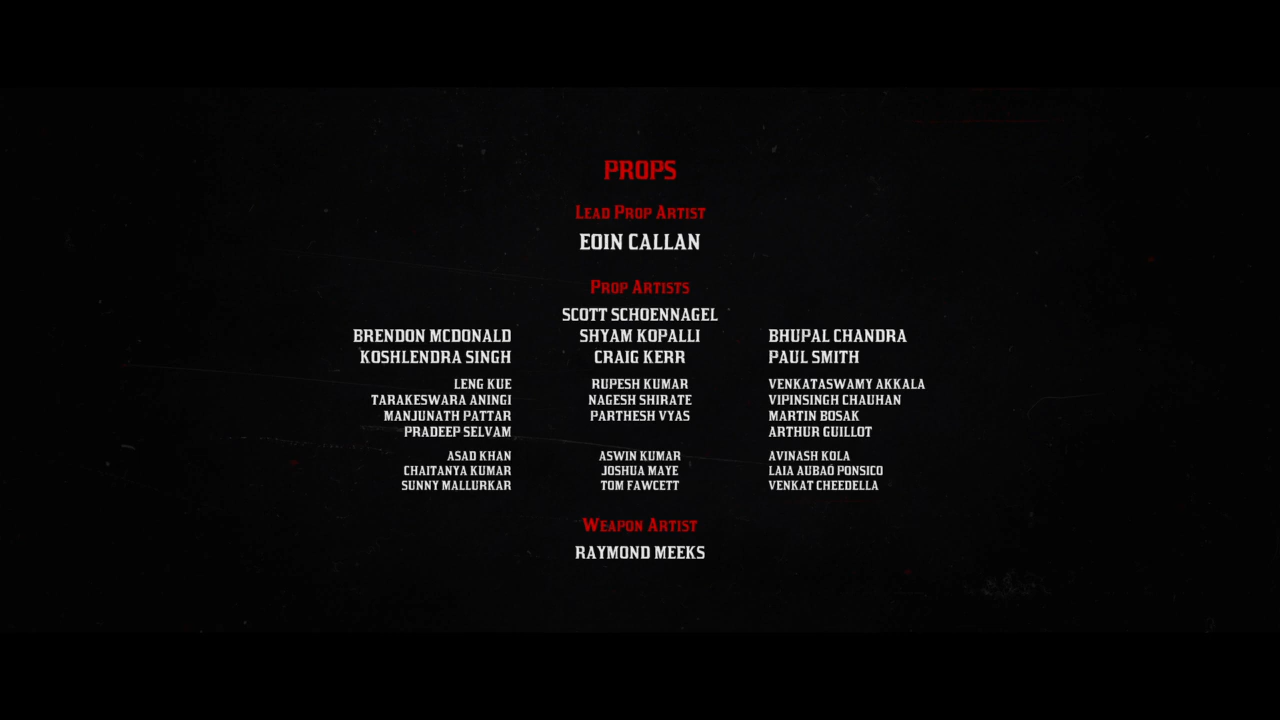 PROPS
LEAD PROP ARTIST
EOIN CALLAN
PROP ARTISTS
SCOTT SCHOENNAGEL
BRENDON MCDONALD SHYAM KOPALLI BHUPAL CHANDRA
KOSHLENDRA SINGH CRAIG KERR PAUL SMITH
LENG KUE RUPESH KUMAR VENKATASWAMY AKKALA
TARAKESWARA ANINGI NAGESH SHIRATE VIPINSINGH CHAUHAN
MANJUNATH PATTAR PARTHESH VYAS MARTIN BOSAK
PRADEEP SELVAM ARTHUR GUILLOT
ASAD KHAN ASWIN KUMAR AVINASH KOLA
CHAITANYA KUMAR JOSHUA MAYE LAIA AUBAO PONSICO
SUNNY MALLURKAR TOM FAWCETT VENKAT CHEEDELLA
WEAPON ARTIST
RAYMOND MEEKS